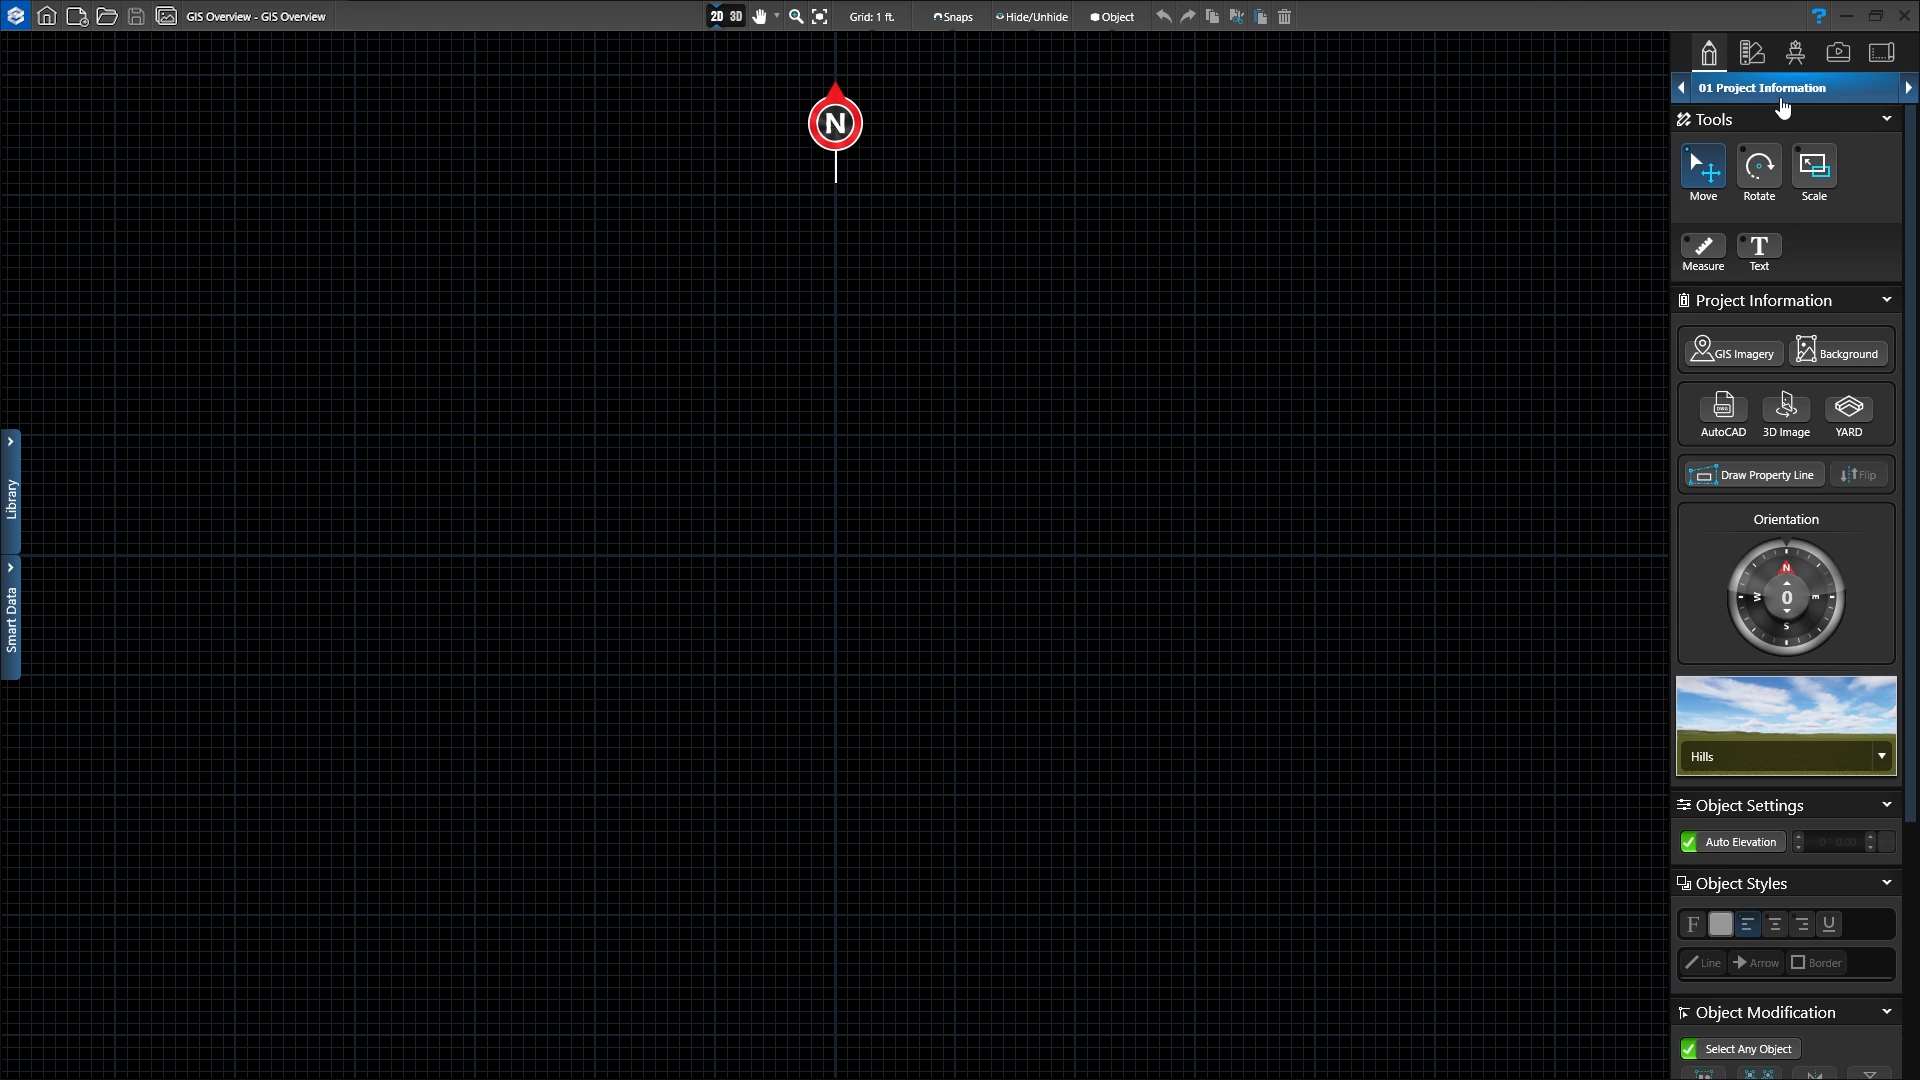 GIS Overview - GIS Overview
2D 3D
Grid: 1 ft.
Snaps
Hide/Unhide
Object
?
01 Project Information
N
Tools
Move Rotate Scale
Measure Text
Project Information
GIS Imagery Background
DWG
AutoCAD 3D Image YARD
Draw Property Line Flip
Library
Smart Data
Orientation
N
W 0 E
S
Hills
Object Settings
Auto Elevation
Object Styles
F U
Line Arrow Border
Object Modification
Select Any Object